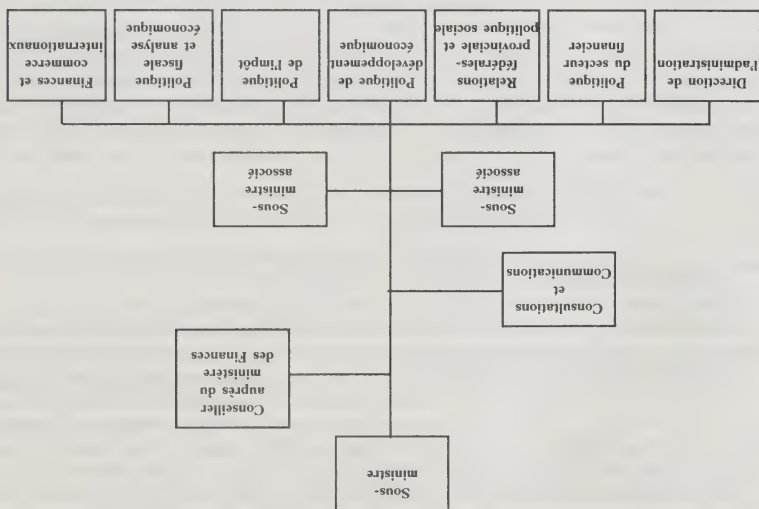 Sous-
ministre
Conseiller
auprès du
ministère
des Finances
Consultations
et
Communications
Sous-
ministre
associé
Sous-
ministre
associé
Direction de
l'administration
Politique
du secteur
financier
Relations
fédérales-
provinciale et
politique sociale
Politique de
développement
économique
Politique
de l'impôt
Politique
fiscale
et analyse
économique
Finances et
commerce
internationaux